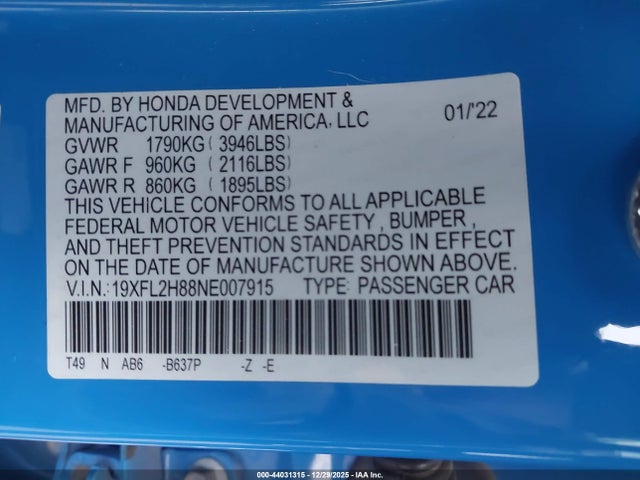 MFD. BY HONDA DEVELOPMENT &
MANUFACTURING OF AMERICA, LLC 01/'22
GVWR 1790KG ( 3946LBS)
GAWR F 960KG ( 2116LBS)
GAWR R 860KG ( 1895LBS)
THIS VEHICLE CONFORMS TO ALL APPLICABLE
FEDERAL MOTOR VEHICLE SAFETY , BUMPER,
AND THEFT PREVENTION STANDARDS IN EFFECT
ON THE DATE OF MANUFACTURE SHOWN ABOVE.
V.I.N.:19XFL2H88NE007915 TYPE: PASSENGER CAR
T49 N AB6 -B637P -Z -E
000-44031315 - 12/29/2025 - IAA Inc.